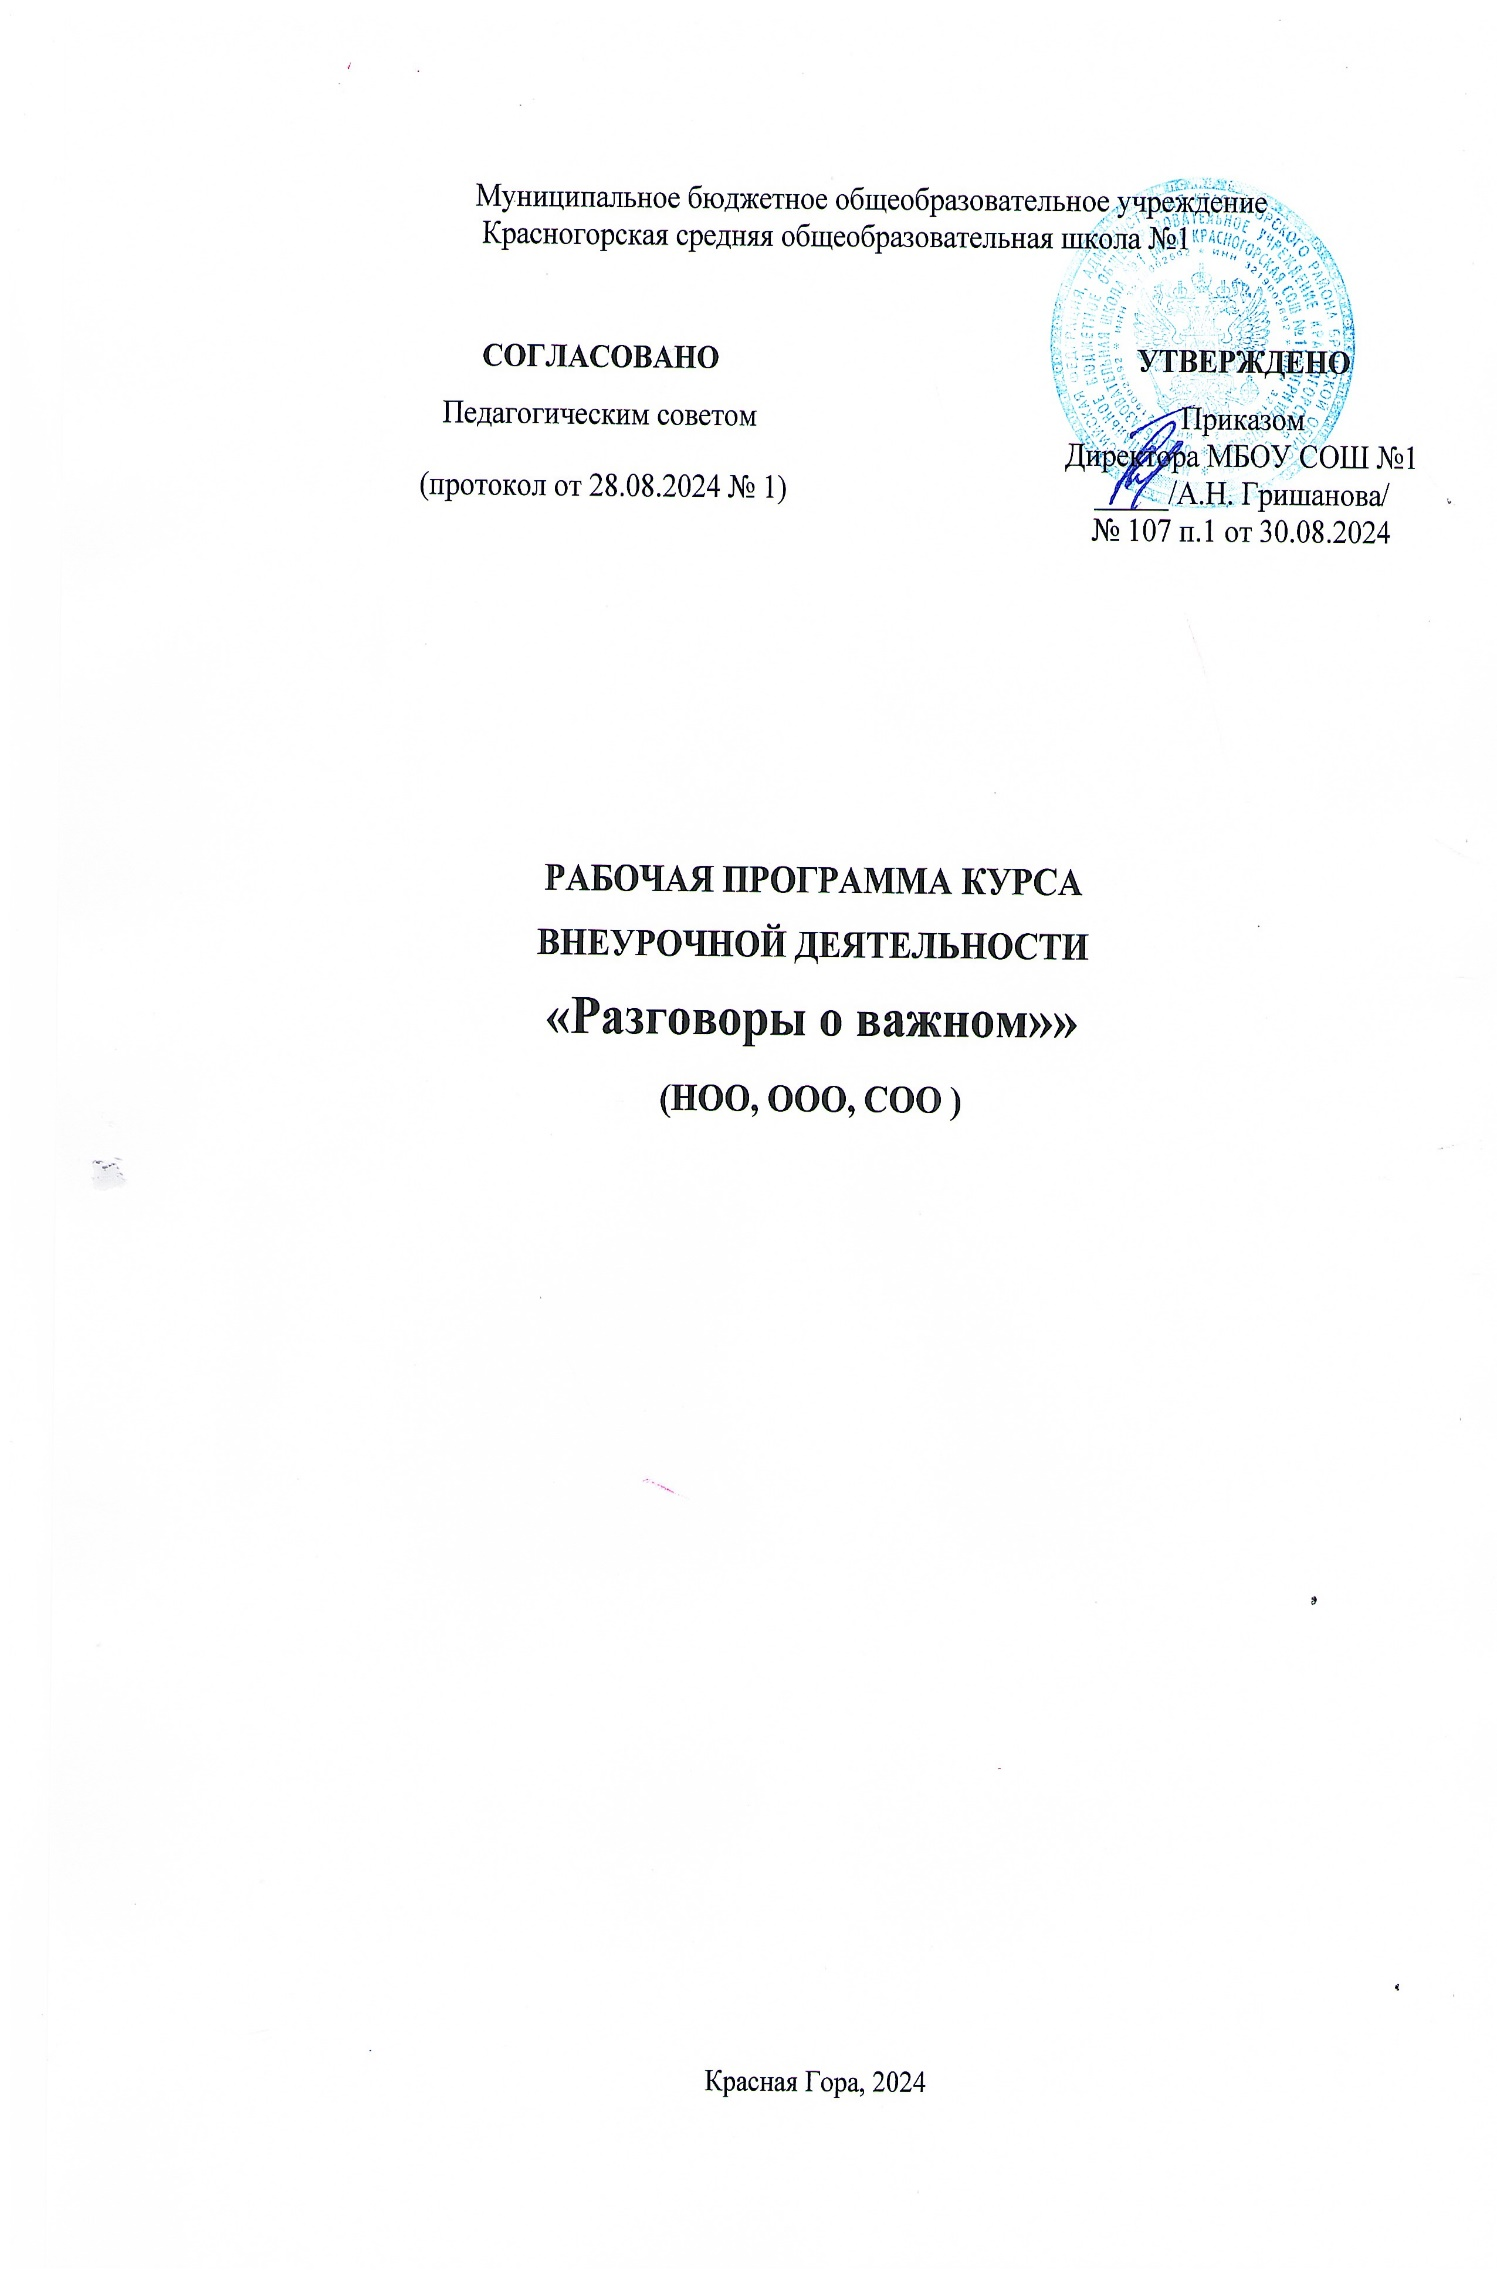 Муниципальное бюджетное общеобразовательное учреждение
Красногорская средняя общеобразовательная школа №1
СОГЛАСОВАНО
Педагогическим советом
(протокол от 28.08.2024 № 1)
УТВЕРЖДЕНО
Приказом
Директора МБОУ СОШ №1
/А.Н. Гришанова/
№ 107 п.1 от 30.08.2024
РАБОЧАЯ ПРОГРАММА КУРСА
ВНЕУРОЧНОЙ ДЕЯТЕЛЬНОСТИ
«Разговоры о важном»»
(НОО, ООО, СОО )
Красная Гора, 2024